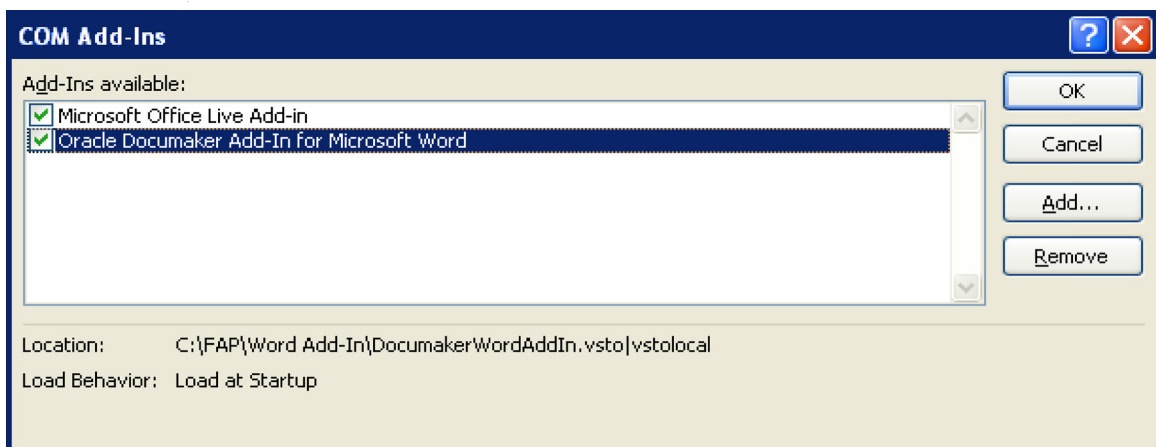 COM Add-Ins
Add-Ins available:
Microsoft Office Live Add-in
Oracle Documaker Add-In for Microsoft Word
OK
Cancel
Add...
Remove
Location: C:\FAP\Word Add-In\DocumakerWordAddIn.vsto|vstolocal
Load Behavior: Load at Startup